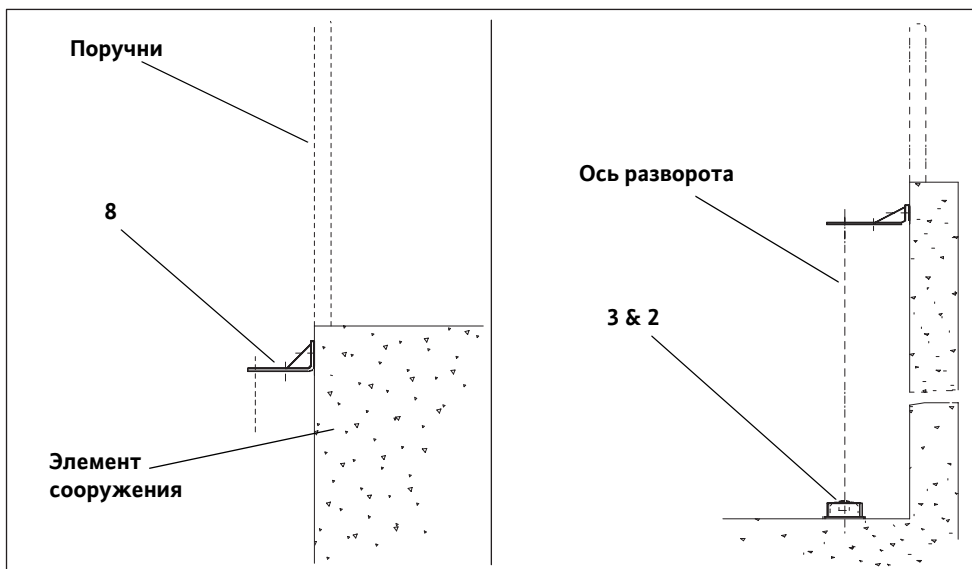 Поручни
8
Элемент
сооружения
Ось разворота
3 & 2